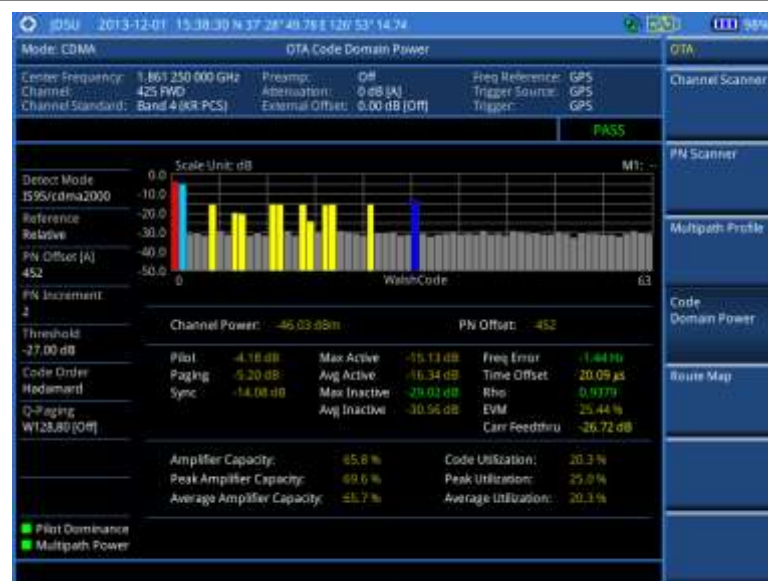 JDSU 2013-12-01 15:38:30 N 37° 28" 49.78 E 126° 53" 14.74 98%
Mode: CDMA OTA Code Domain Power OTA
Center Frequency: 1.861 250 000 GHz Preamp: Off Freq Reference: GPS
Channel: 425 FWD Attenuation: 0 dB [A] Trigger Source: GPS
Channel Standard: Band 4 (KR PCS) External Offset: 0.00 dB [Off] Trigger: GPS
Channel Scanner
PASS
PN Scanner
Scale Unit: dB M1: --
Detect Mode
IS95/cdma2000
Reference
Relative
PN Offset [A]
452
PN Increment
2
Threshold
-27.00 dB
Code Order
Hadamard
Q-Paging
W128.80 [Off]
0.0
-10.0
-20.0
-30.0
-40.0
-50.0
0 WalshCode 63
Multipath Profile
Code
Domain Power
Route Map
Channel Power: -46.03 dBm PN Offset: 452
Pilot -4.18 dB Max Active -15.13 dB Freq Error -1.44 Hz
Paging -5.20 dB Avg Active -16.34 dB Time Offset 20.09 µs
Sync -14.08 dB Max Inactive -29.02 dB Rho 0.9379
Avg Inactive -30.56 dB EVM 25.44 %
Carr Feedthru -26.72 dB
Amplifier Capacity: 65.8 % Code Utilization: 20.3 %
Peak Amplifier Capacity: 69.6 % Peak Utilization: 25.0 %
Average Amplifier Capacity: 65.7 % Average Utilization: 20.3 %
Pilot Dominance
Multipath Power